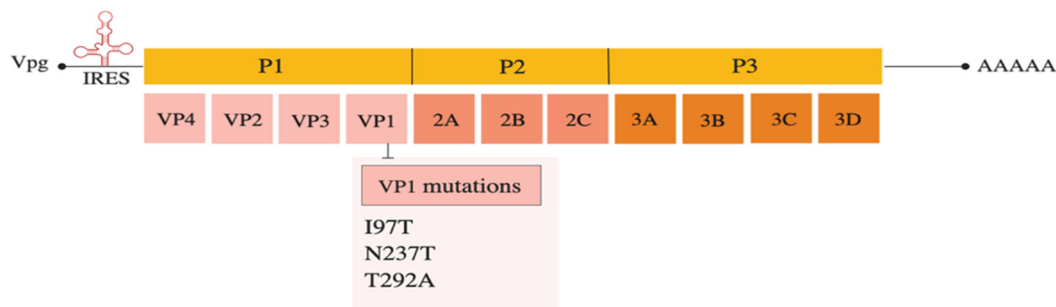 Vpg
IRES
P1 P2 P3
AAAAA
VP4 VP2 VP3 VP1 2A 2B 2C 3A 3B 3C 3D
VP1 mutations
I97T
N237T
T292A